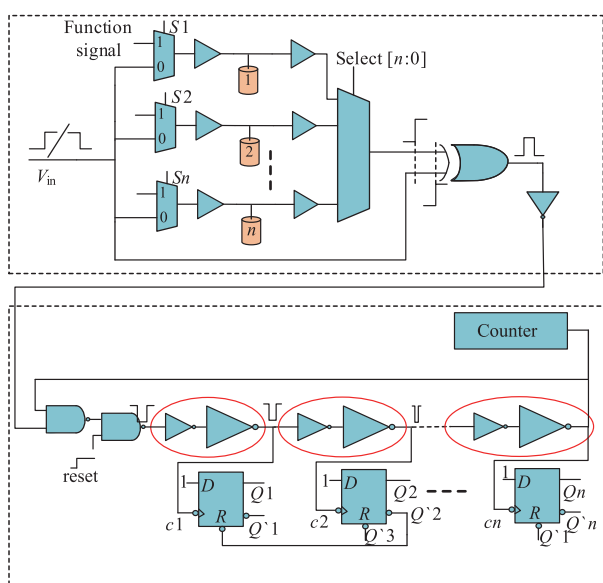 Function signal
S1
1
0
1
Select [n:0]
S2
1
0
2
Vin
Sn
1
0
n
Counter
reset
1 D Q1
c1 R Q`1
1 D Q2
c2 R Q`2
Q`3
1 D Qn
cn R Q`n
Q`1